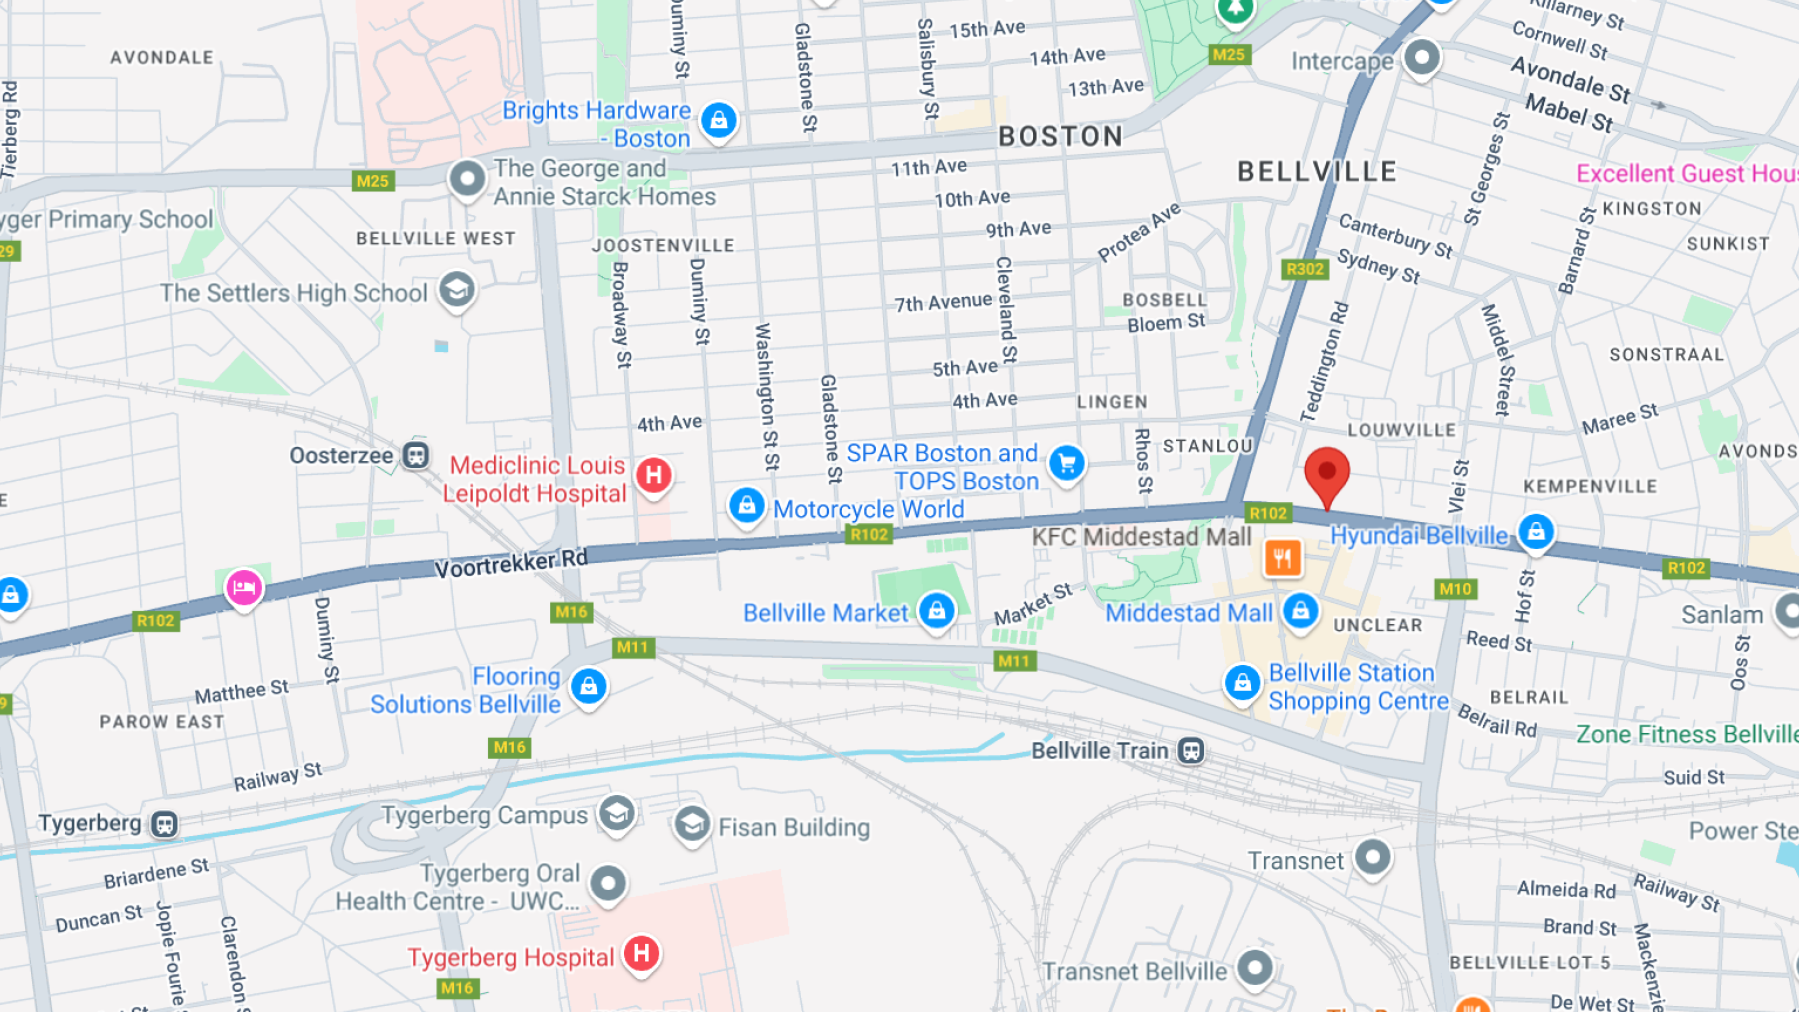 Killarney St
Cornwell St
15th Ave
14th Ave
13th Ave
M25
Intercape
AVONDALE
Duminy St
Gladstone St
Salisbury St
Tierberg Rd
Avondale St
Mabel St
Brights Hardware
- Boston
BOSTON
BELLVILLE
St Georges St
11th Ave
The George and
Annie Starck Homes
M25
Excellent Guest Hous
10th Ave
KINGSTON
yger Primary School
Protea Ave
9th Ave
Canterbury St
Barnard St
BELLVILLE WEST
JOOSTENVILLE
SUNKIST
29
R302
Sydney St
The Settlers High School
Broadway St
Duminy St
Cleveland St
7th Avenue
BOSBELL
Bloem St
Teddington Rd
Middel Street
Washington St
SONSTRAAL
5th Ave
Gladstone St
4th Ave
LINGEN
4th Ave
Maree St
LOUWVILLE
STANLOU
AVONDS
Oosterzee
SPAR Boston and
TOPS Boston
Rhos St
Mediclinic Louis
Leipoldt Hospital
Vlei St
KEMPENVILLE
E
Motorcycle World
R102
R102
KFC Middestad Mall
Hyundai Bellville
Voortrekker Rd
R102
M10
Hof St
Market St
M16
Bellville Market
Middestad Mall
Sanlam
R102
UNCLEAR
Duminy St
M11
M11
Reed St
Oos St
Flooring
Solutions Bellville
Bellville Station
Shopping Centre
Matthee St
BELRAIL
9
PAROW EAST
Belrail Rd
Zone Fitness Bellville
M16
Bellville Train
Railway St
Suid St
Tygerberg
Tygerberg Campus
Fisan Building
Power Ste
Transnet
Briardene St
Tygerberg Oral
Health Centre - UWC...
Almeida Rd
Railway St
Duncan St
Jopie Fourie
Clarendon S
Brand St
Mackenzie
Tygerberg Hospital
Transnet Bellville
BELLVILLE LOT 5
M16
De Wet St